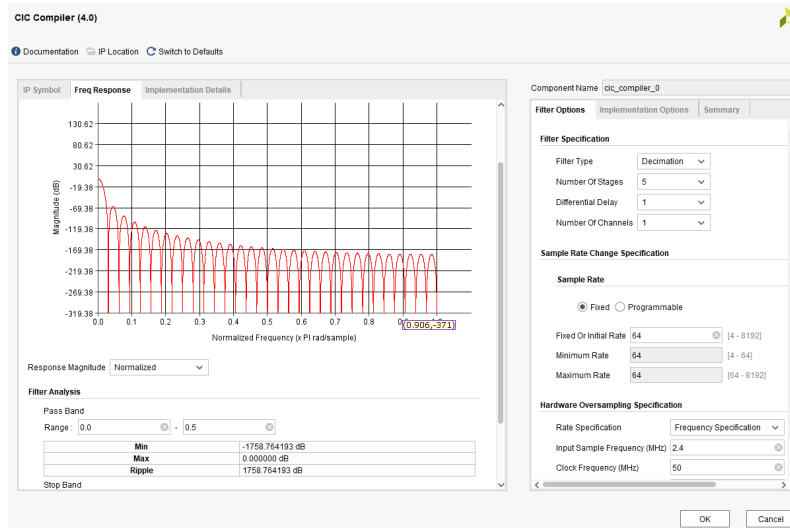 CIC Compiler (4.0)
Documentation IP Location Switch to Defaults
IP Symbol Freq Response Implementation Details
130.62
80.62
30.62
-19.38
-69.38
-119.38
-169.38
-219.38
-269.38
-319.38
Magnitude (dB)
0.0 0.1 0.2 0.3 0.4 0.5 0.6 0.7 0.8
(0.906,-371)
Normalized Frequency (x PI rad/sample)
Response Magnitude Normalized
Filter Analysis
Pass Band
Range : 0.0 - 0.5
Min -1758.764193 dB
Max 0.000000 dB
Ripple 1758.764193 dB
Stop Band
Component Name cic_compiler_0
Filter Options Implementation Options Summary
Filter Specification
Filter Type Decimation
Number Of Stages 5
Differential Delay 1
Number Of Channels 1
Sample Rate Change Specification
Sample Rate
Fixed Programmable
Fixed Or Initial Rate 64 [4 - 8192]
Minimum Rate 64 [4 - 64]
Maximum Rate 64 [64 - 8192]
Hardware Oversampling Specification
Rate Specification Frequency Specification
Input Sample Frequency (MHz) 2.4
Clock Frequency (MHz) 50
OK Cancel